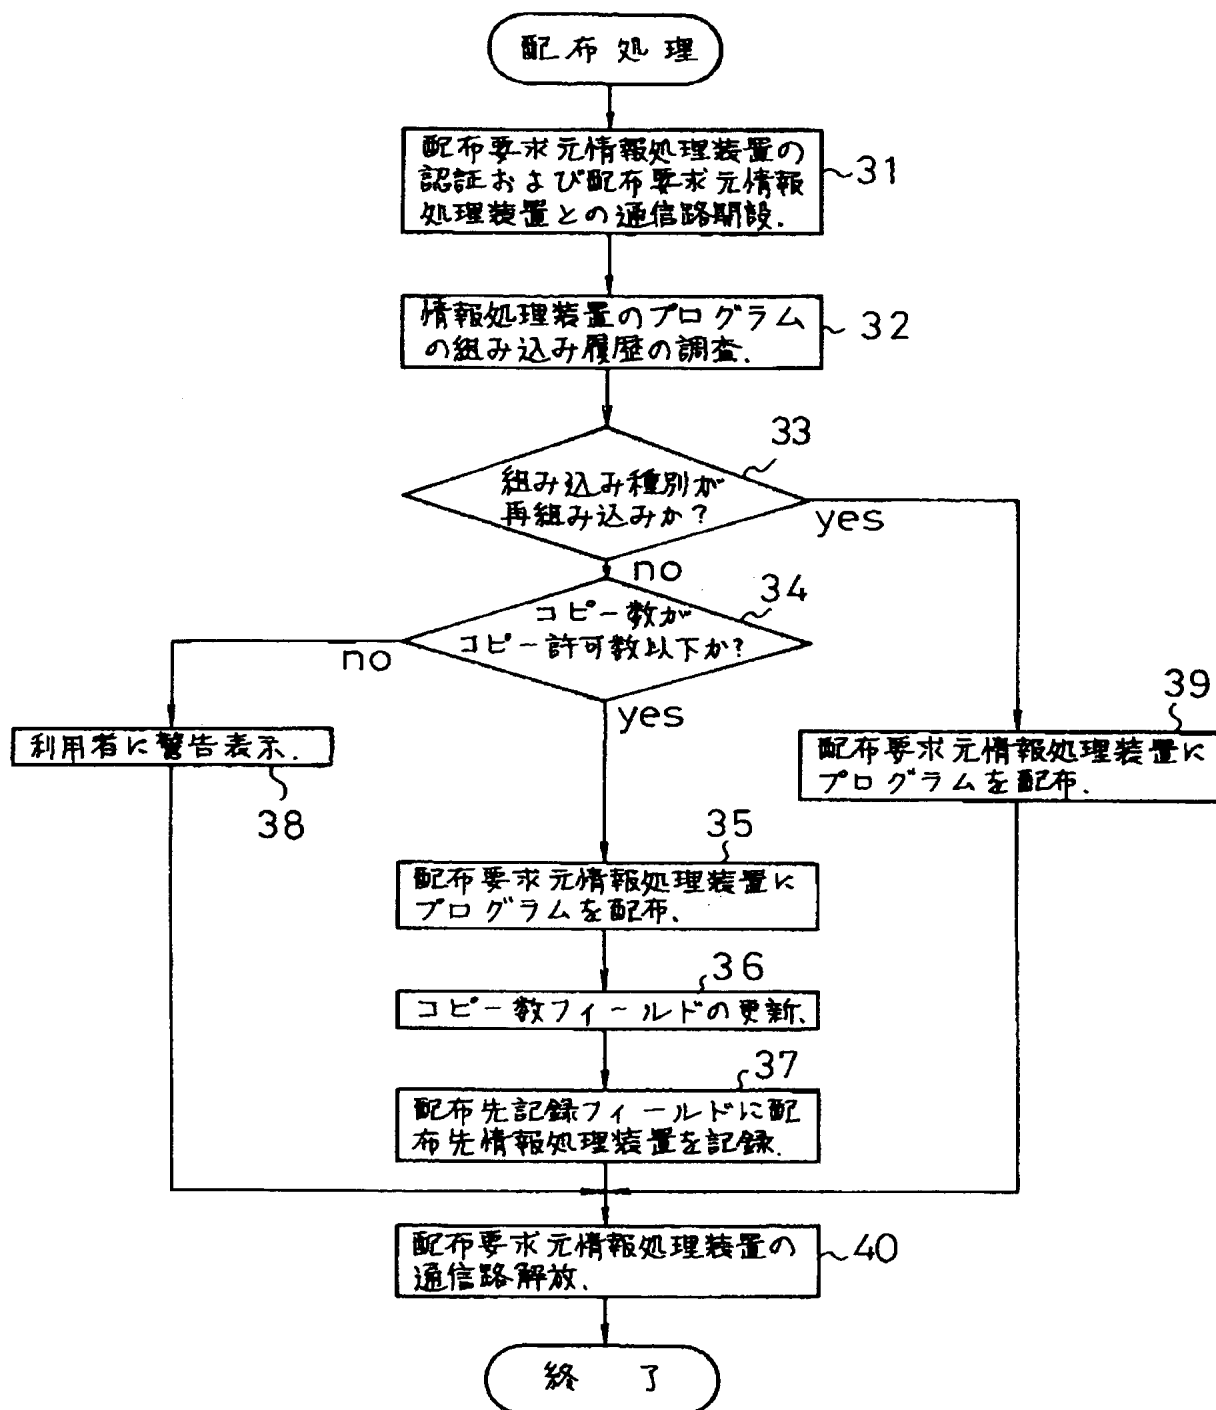 配布処理
配布要求元情報処理装置の
認証および配布要求元情報
処理装置との通信路期設.
31
情報処理装置のプログラム
の組み込み履歴の調査.
32
33
組み込み種別が
再組み込みか?
yes
no
34
コピー数が
コピー許可数以下か?
no
yes
39
利用者に警告表示.
38
配布要求元情報処理装置に
プログラムを配布.
35
配布要求元情報処理装置に
プログラムを配布.
36
コピー数フィールドの更新.
37
配布先記録フィールドに配
布先情報処理装置を記録.
配布要求元情報処理装置の
通信路解放.
40
終了